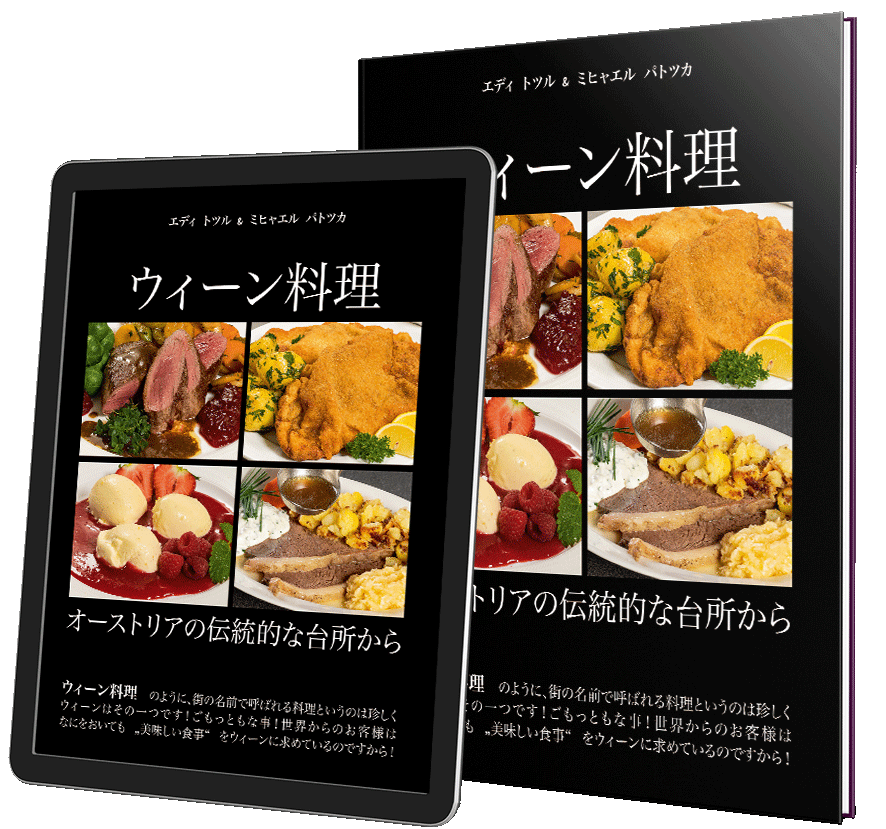 エディ トツル & ミヒャエル パトツカ
ウィーン料理
オーストリアの伝統的な台所から
ウィーン料理 のように、街の名前で呼ばれる料理というのは珍しく
ウィーンはその一つです！ごもっともな事！世界からのお客様は
なにをおいても „美味しい食事“ をウィーンに求めているのですから！
エディ トツル & ミヒャエル パトツカ
ィーン料理
トリアの伝統的な台所から
理 のように、街の名前で呼ばれる料理というのは珍しく
その一つです！ごもっともな事！世界からのお客様は
も „美味しい食事“ をウィーンに求めているのですから！